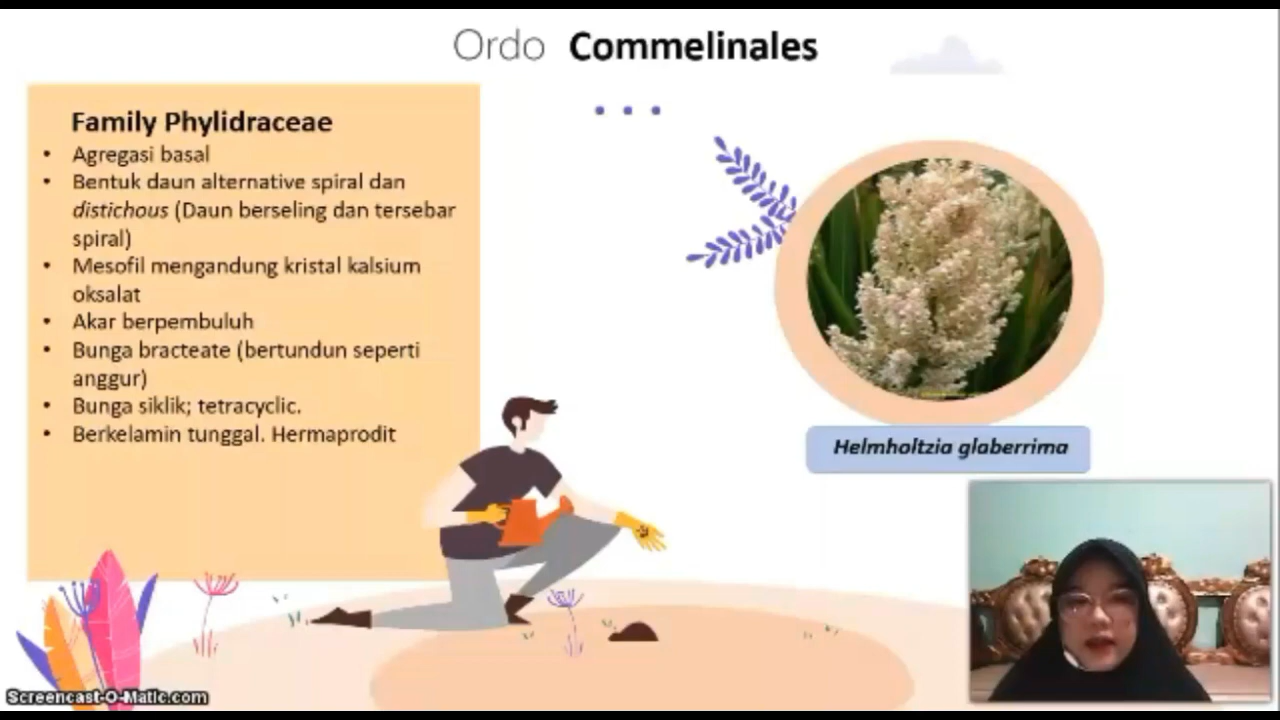 Ordo Commelinales
Family Phylidraceae
• Agregasi basal
• Bentuk daun alternative spiral dan
distichous (Daun berseling dan tersebar
spiral)
• Mesofil mengandung kristal kalsium
oksalat
• Akar berpembuluh
• Bunga bracteate (bertundun seperti
anggur)
• Bunga siklik; tetracyclic.
• Berkelamin tunggal. Hermaprodit
Helmholtzia glaberrima
Screencast-O-Matic.com